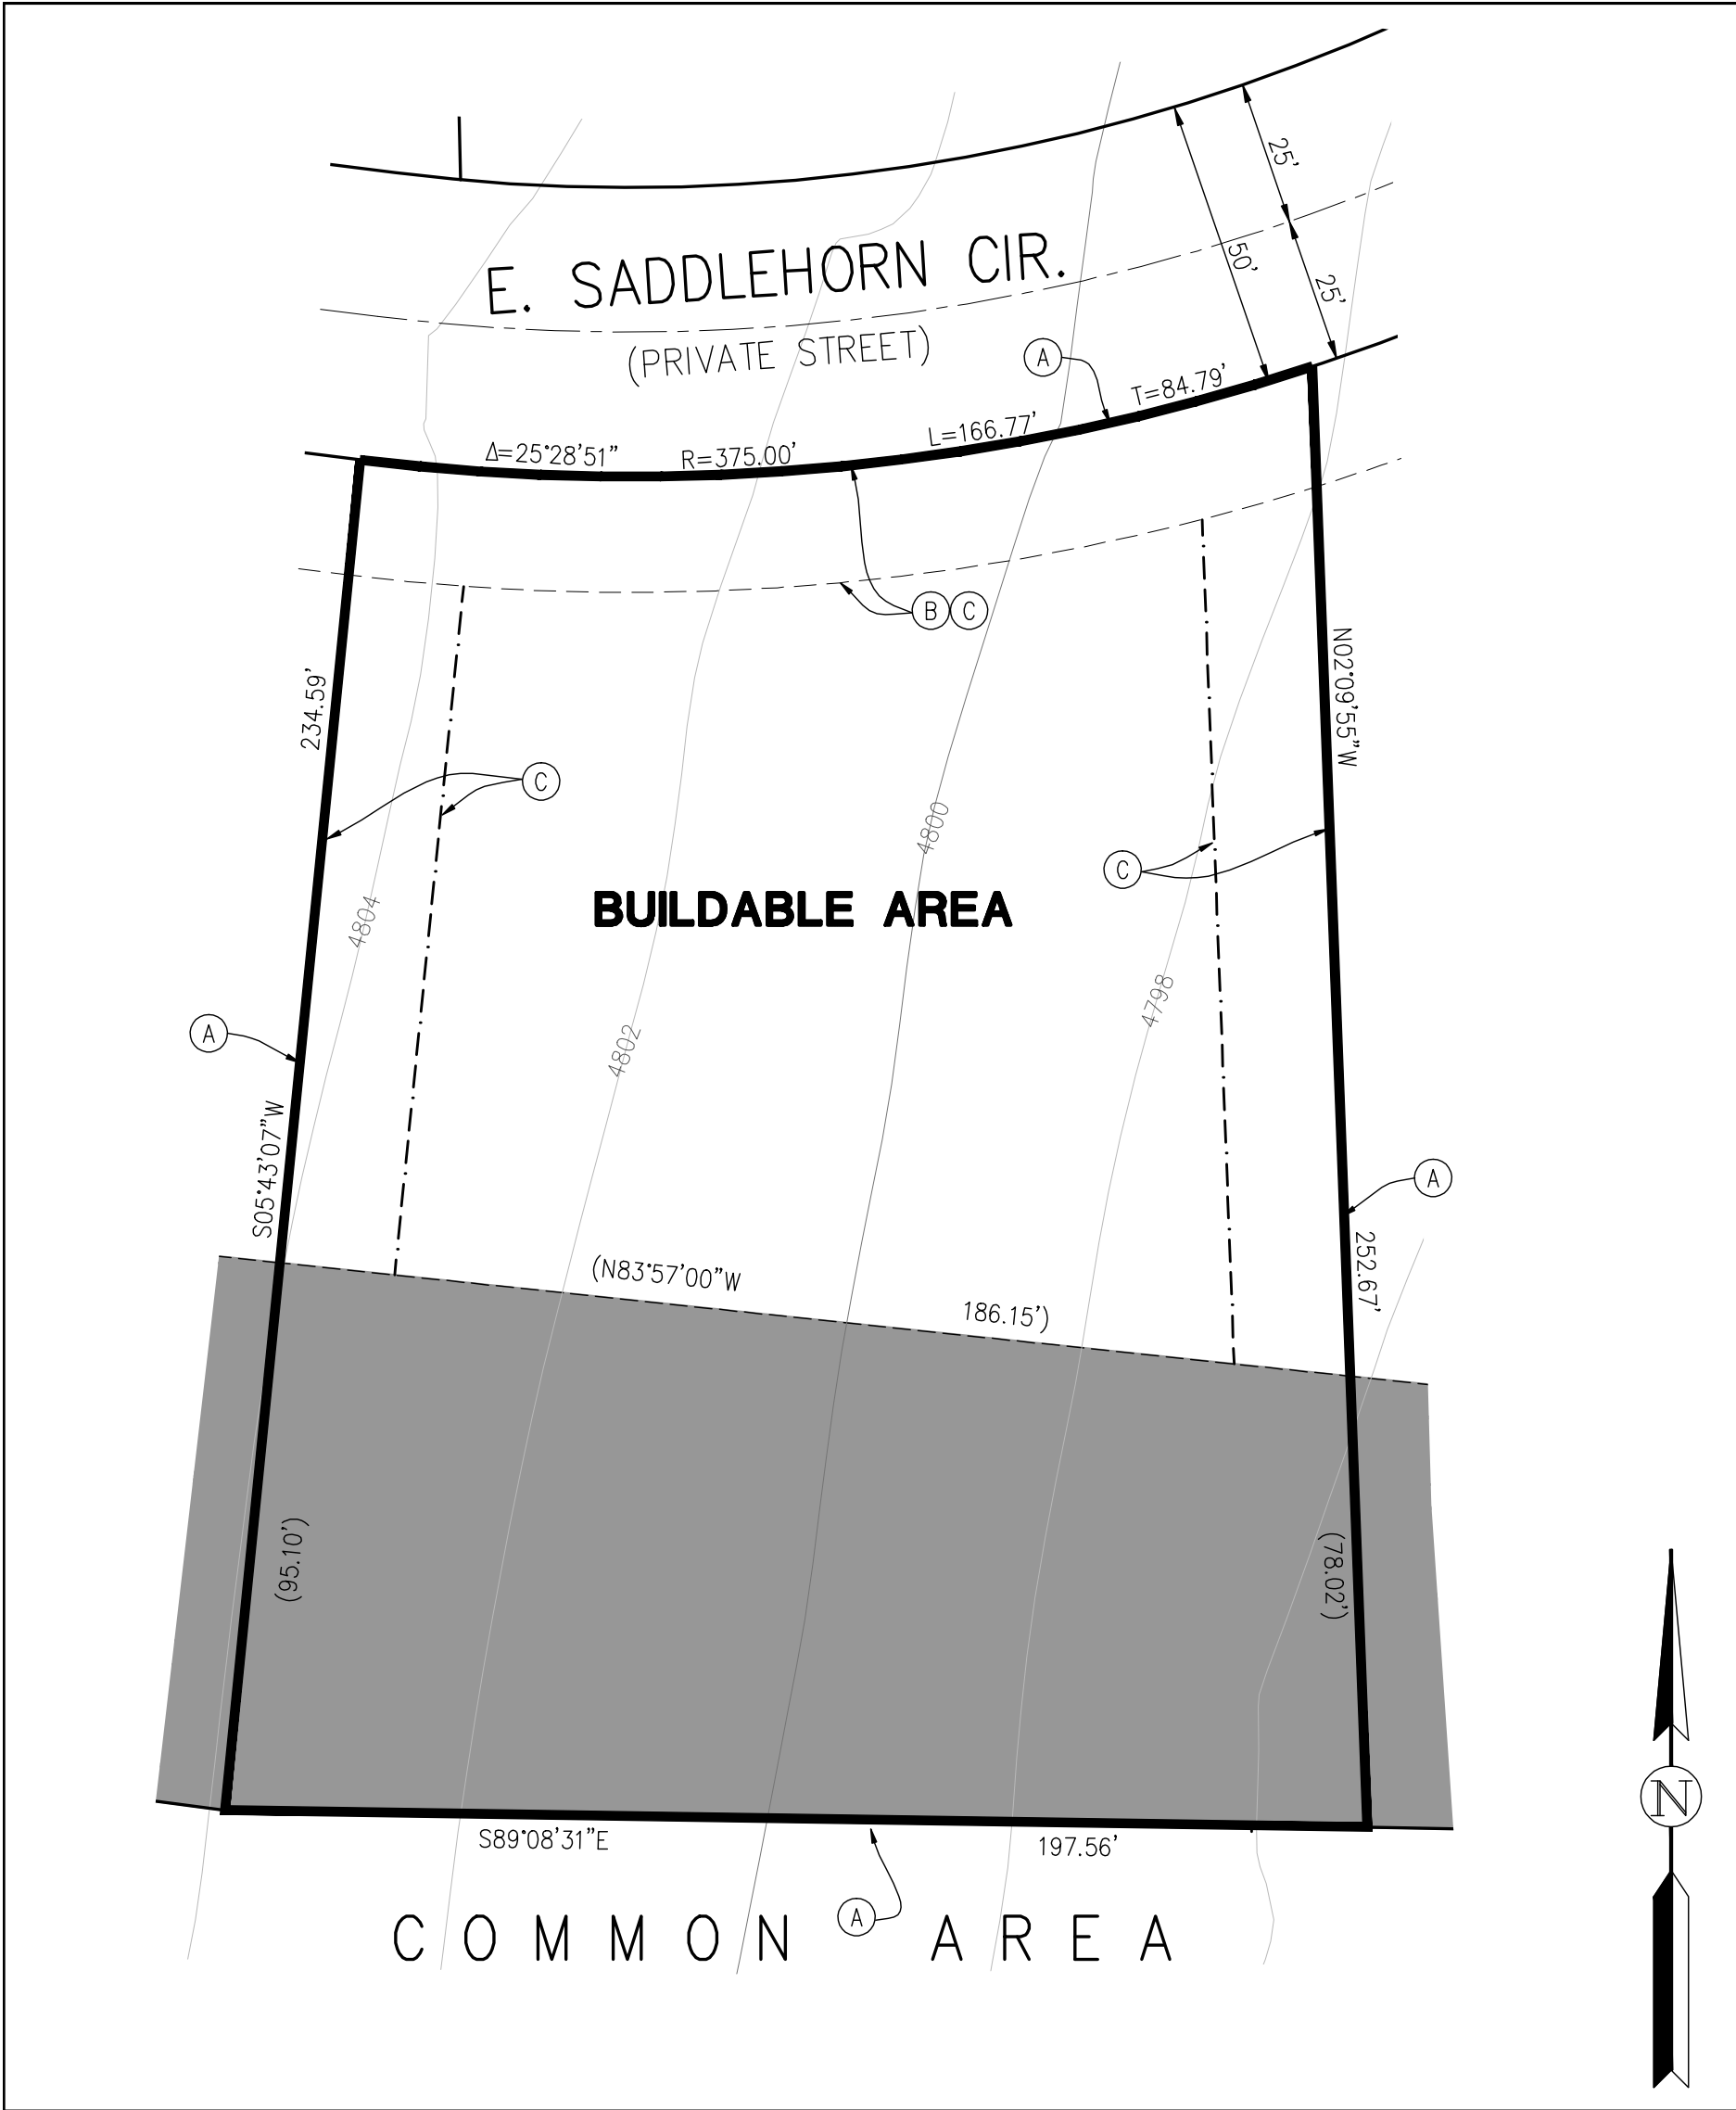 25'
50'
25'
E. SADDLEHORN CIR.
(PRIVATE STREET)
A
T=84.79'
L=166.77'
R=375.00'
Δ=25°28'51"
B C
234.59'
N02°09'55"W
C
4800
C
BUILDABLE AREA
4804
4798
4802
A
S05°43'07"W
A
252.67'
(N83°57'00"W
186.15')
(95.10')
(78.02')
N
S89°08'31"E
197.56'
A
COMMON AREA